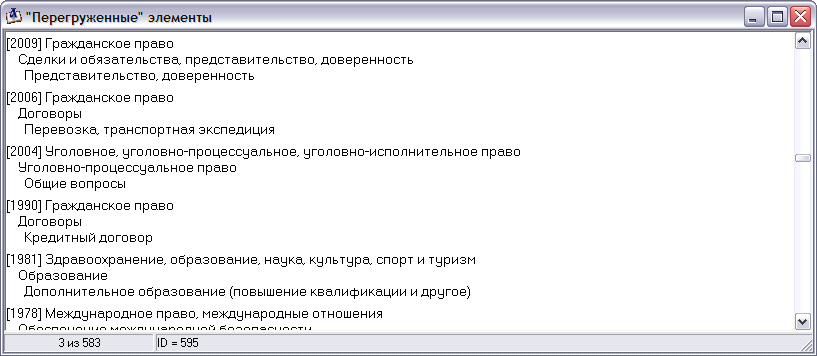 "Перегруженные" элементы
[2009] Гражданское право
Сделки и обязательства, представительство, доверенность
Представительство, доверенность
[2006] Гражданское право
Договоры
Перевозка, транспортная экспедиция
[2004] Уголовное, уголовно-процессуальное, уголовно-исполнительное право
Уголовно-процессуальное право
Общие вопросы
[1990] Гражданское право
Договоры
Кредитный договор
[1981] Здравоохранение, образование, наука, культура, спорт и туризм
Образование
Дополнительное образование (повышение квалификации и другое)
[1978] Международное право, международные отношения
Обеспечение международной безопасности
3 из 583
ID = 595